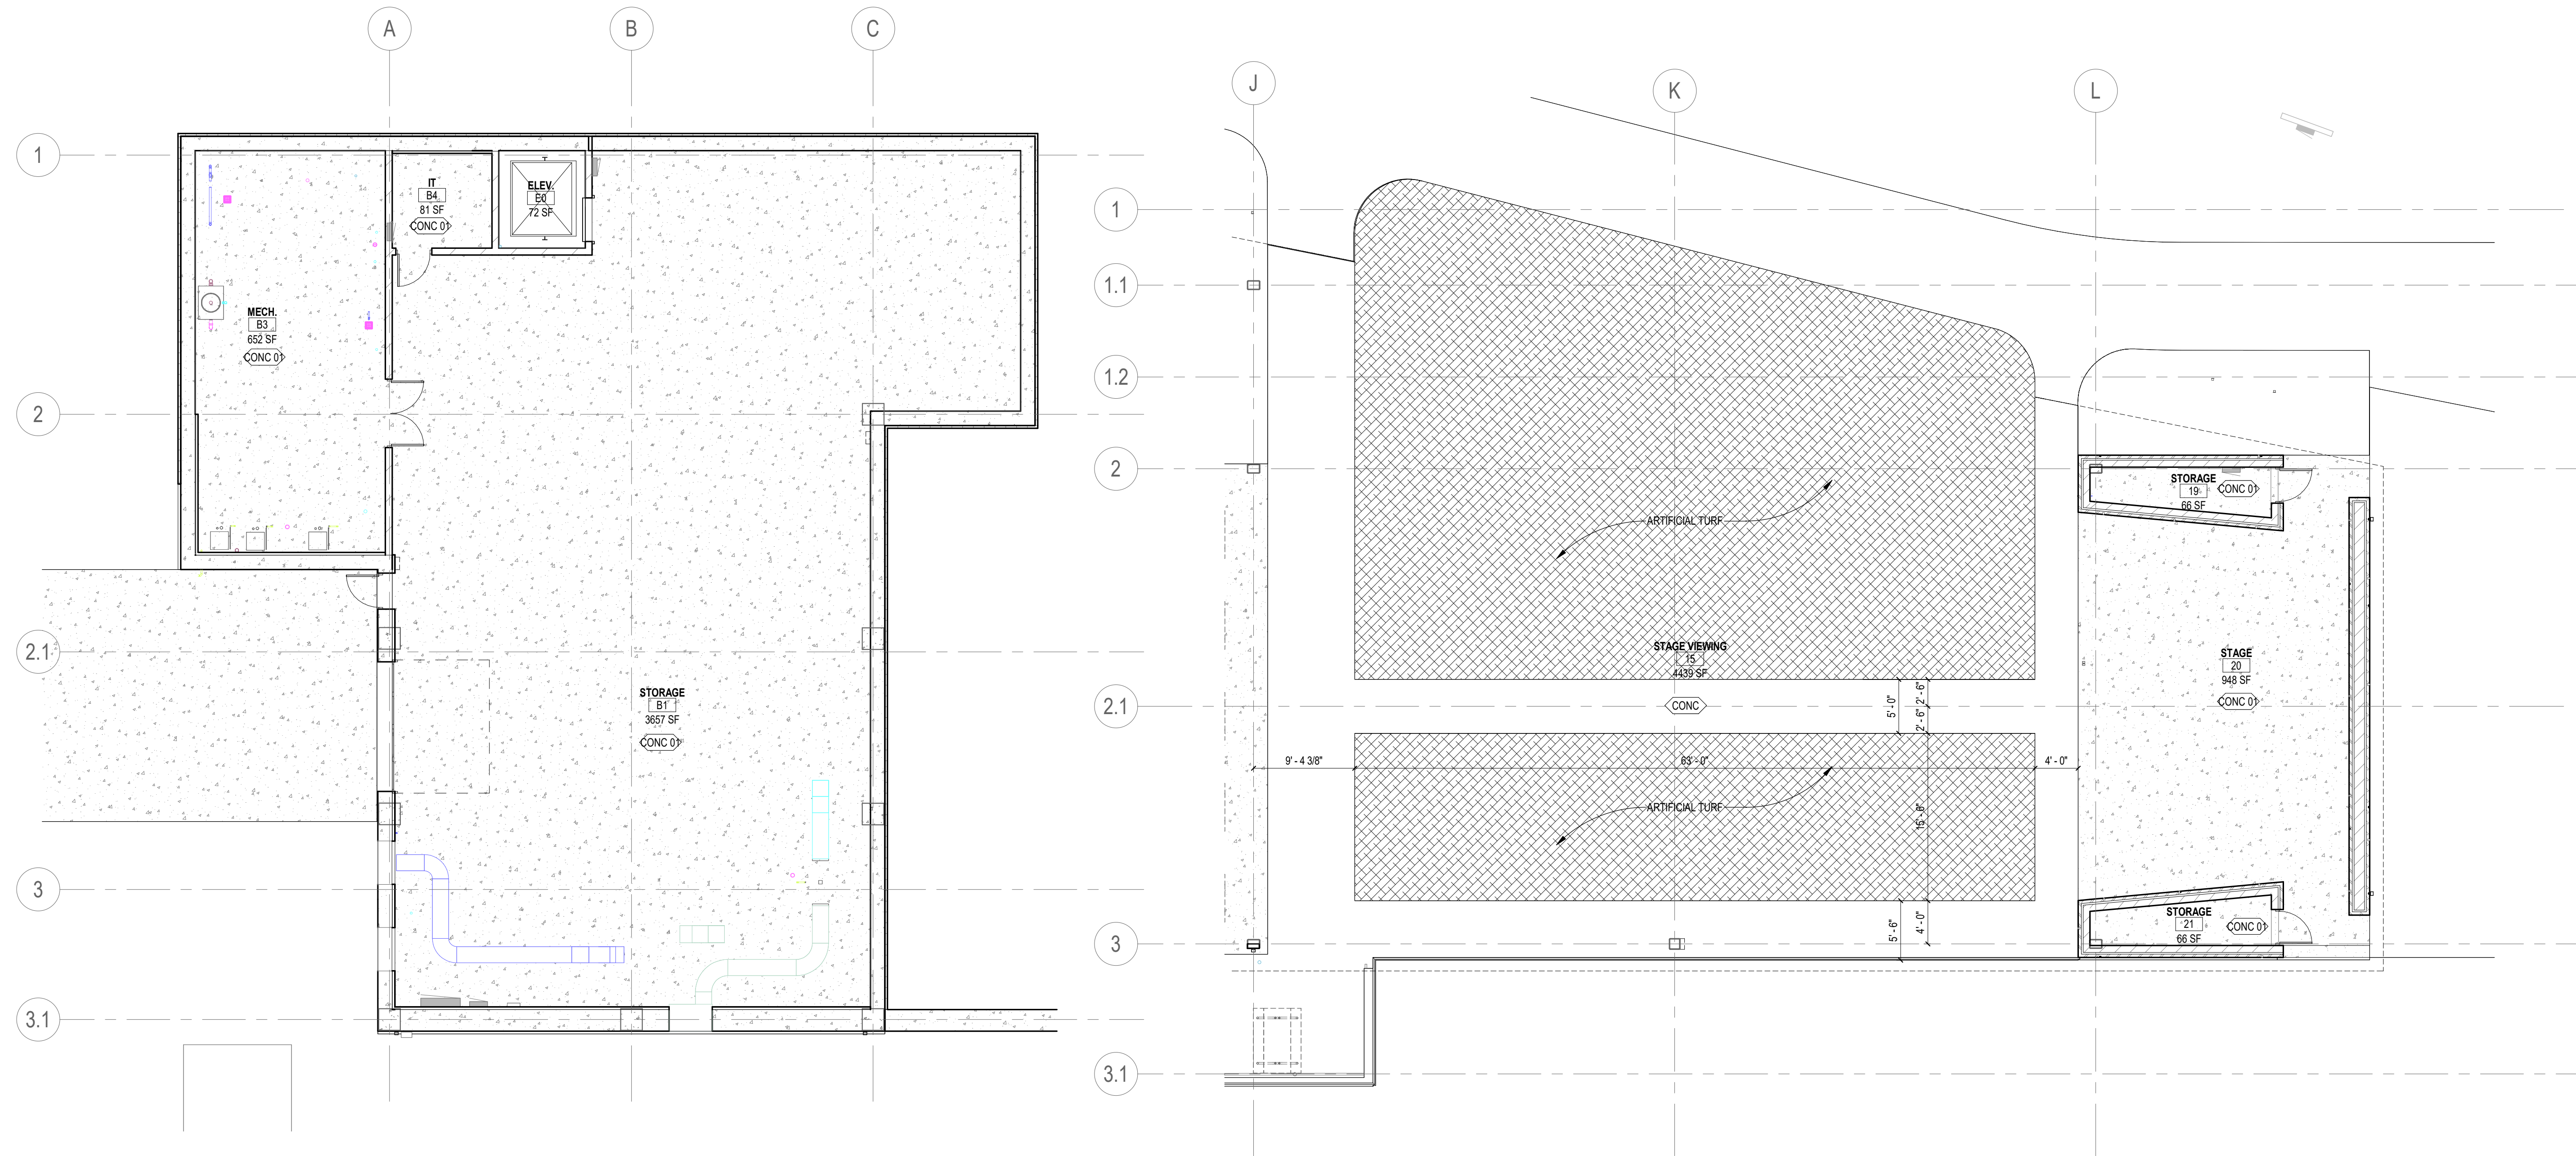 A
B
C
1
2
2.1
3
3.1
IT
B4
81 SF
CONC 01
ELEV.
E0
72 SF
MECH.
B3
652 SF
CONC 01
STORAGE
B1
3657 SF
CONC 01
J
K
L
1
1.1
1.2
2
2.1
3
3.1
ARTIFICIAL TURF
STAGE VIEWING
15
4439 SF
CONC
5' - 0"
2' - 6"
2' - 6"
9' - 4 3/8"
63' - 0"
4' - 0"
ARTIFICIAL TURF
15' - 6"
5' - 6"
4' - 0"
STORAGE
19
66 SF
CONC 01
STAGE
20
948 SF
CONC 01
STORAGE
21
66 SF
CONC 01